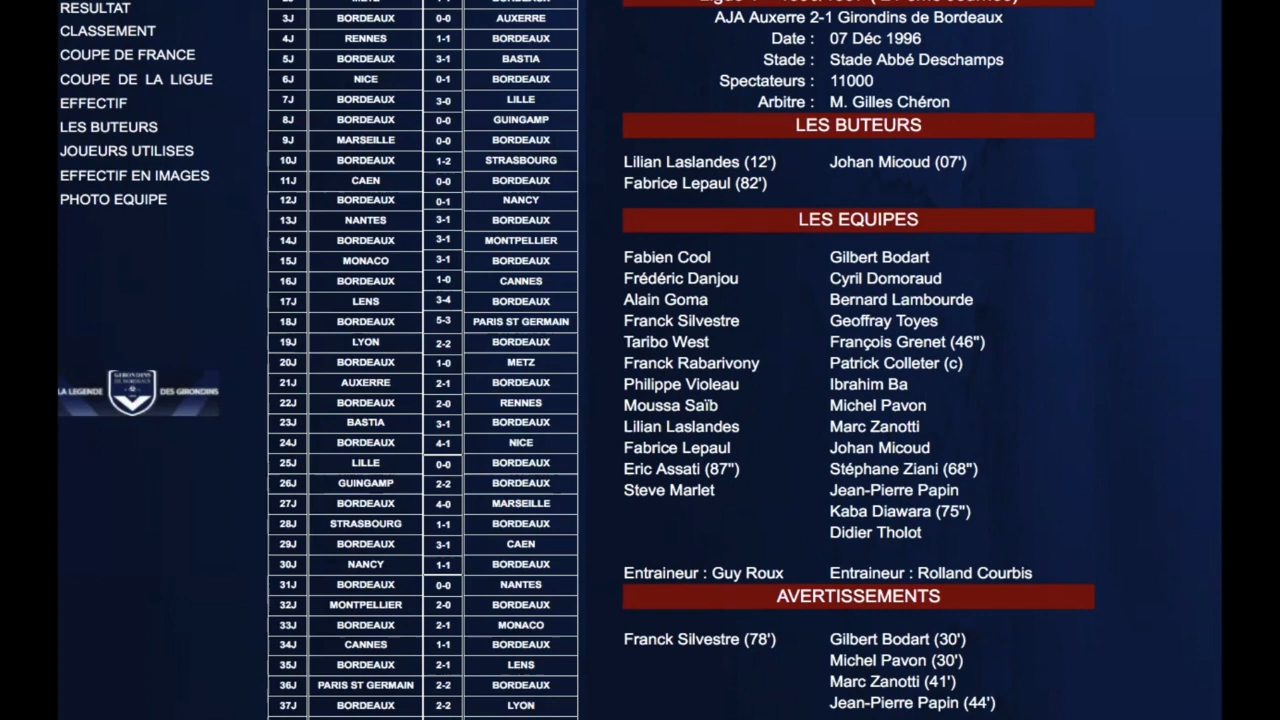 RESULTAT
CLASSEMENT
COUPE DE FRANCE
COUPE DE LA LIGUE
EFFECTIF
LES BUTEURS
JOUEURS UTILISES
EFFECTIF EN IMAGES
PHOTO EQUIPE
LA LEGENDE
GIRONDINS
DE BORDEAUX
DES GIRONDINS
3J BORDEAUX 0-0 AUXERRE
4J RENNES 1-1 BORDEAUX
5J BORDEAUX 3-1 BASTIA
6J NICE 0-1 BORDEAUX
7J BORDEAUX 3-0 LILLE
8J BORDEAUX 0-0 GUINGAMP
9J MARSEILLE 0-0 BORDEAUX
10J BORDEAUX 1-2 STRASBOURG
11J CAEN 0-0 BORDEAUX
12J BORDEAUX 0-1 NANCY
13J NANTES 3-1 BORDEAUX
14J BORDEAUX 3-1 MONTPELLIER
15J MONACO 3-1 BORDEAUX
16J BORDEAUX 1-0 CANNES
17J LENS 3-4 BORDEAUX
18J BORDEAUX 5-3 PARIS ST GERMAIN
19J LYON 2-2 BORDEAUX
20J BORDEAUX 1-0 METZ
21J AUXERRE 2-1 BORDEAUX
22J BORDEAUX 2-0 RENNES
23J BASTIA 3-1 BORDEAUX
24J BORDEAUX 4-1 NICE
25J LILLE 0-0 BORDEAUX
26J GUINGAMP 2-2 BORDEAUX
27J BORDEAUX 4-0 MARSEILLE
28J STRASBOURG 1-1 BORDEAUX
29J BORDEAUX 3-1 CAEN
30J NANCY 1-1 BORDEAUX
31J BORDEAUX 0-0 NANTES
32J MONTPELLIER 2-0 BORDEAUX
33J BORDEAUX 2-1 MONACO
34J CANNES 1-1 BORDEAUX
35J BORDEAUX 2-1 LENS
36J PARIS ST GERMAIN 2-2 BORDEAUX
37J BORDEAUX 2-2 LYON
AJA Auxerre 2-1 Girondins de Bordeaux
Date : 07 Déc 1996
Stade : Stade Abbé Deschamps
Spectateurs : 11000
Arbitre : M. Gilles Chéron
LES BUTEURS
Lilian Laslandes (12') Johan Micoud (07')
Fabrice Lepaul (82')
LES EQUIPES
Fabien Cool Gilbert Bodart
Frédéric Danjou Cyril Domoraud
Alain Goma Bernard Lambourde
Franck Silvestre Geoffray Toyes
Taribo West François Grenet (46")
Franck Rabarivony Patrick Colleter (c)
Philippe Violeau Ibrahim Ba
Moussa Saïb Michel Pavon
Lilian Laslandes Marc Zanotti
Fabrice Lepaul Johan Micoud
Eric Assati (87") Stéphane Ziani (68")
Steve Marlet Jean-Pierre Papin
Kaba Diawara (75")
Didier Tholot
Entraineur : Guy Roux Entraineur : Rolland Courbis
AVERTISSEMENTS
Franck Silvestre (78') Gilbert Bodart (30')
Michel Pavon (30')
Marc Zanotti (41')
Jean-Pierre Papin (44')